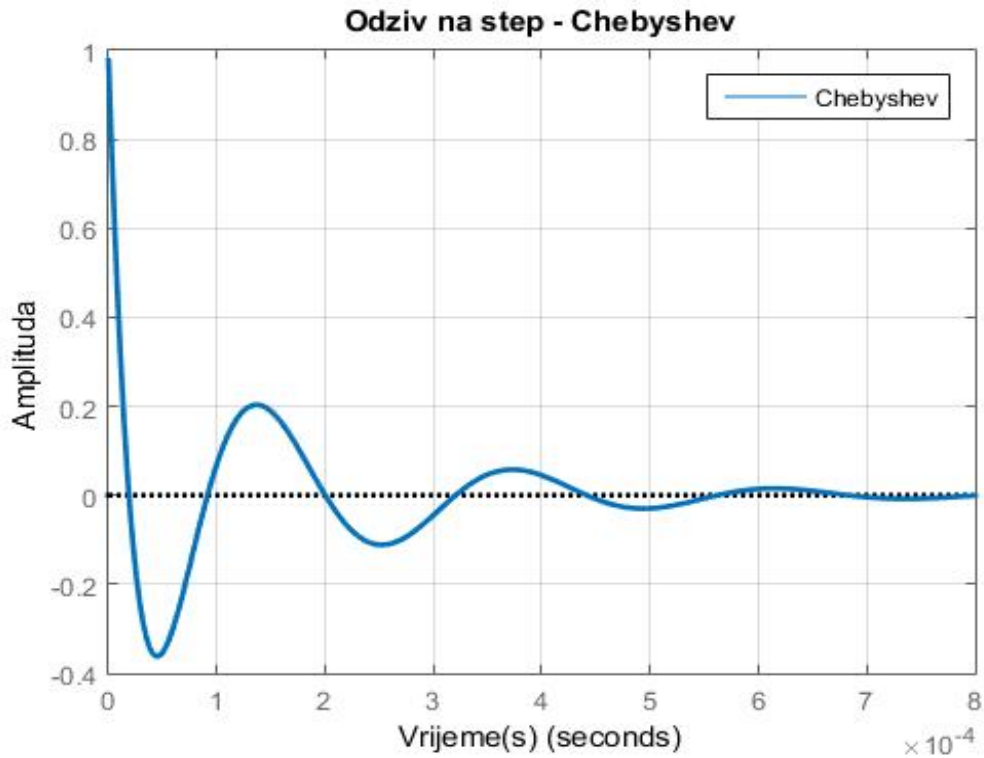 Odziv na step - Chebyshev
Chebyshev
Amplituda
1
0.8
0.6
0.4
0.2
0
-0.2
-0.4
0 1 2 3 4 5 6 7 8
Vrijeme(s) (seconds)
× 10⁻⁴